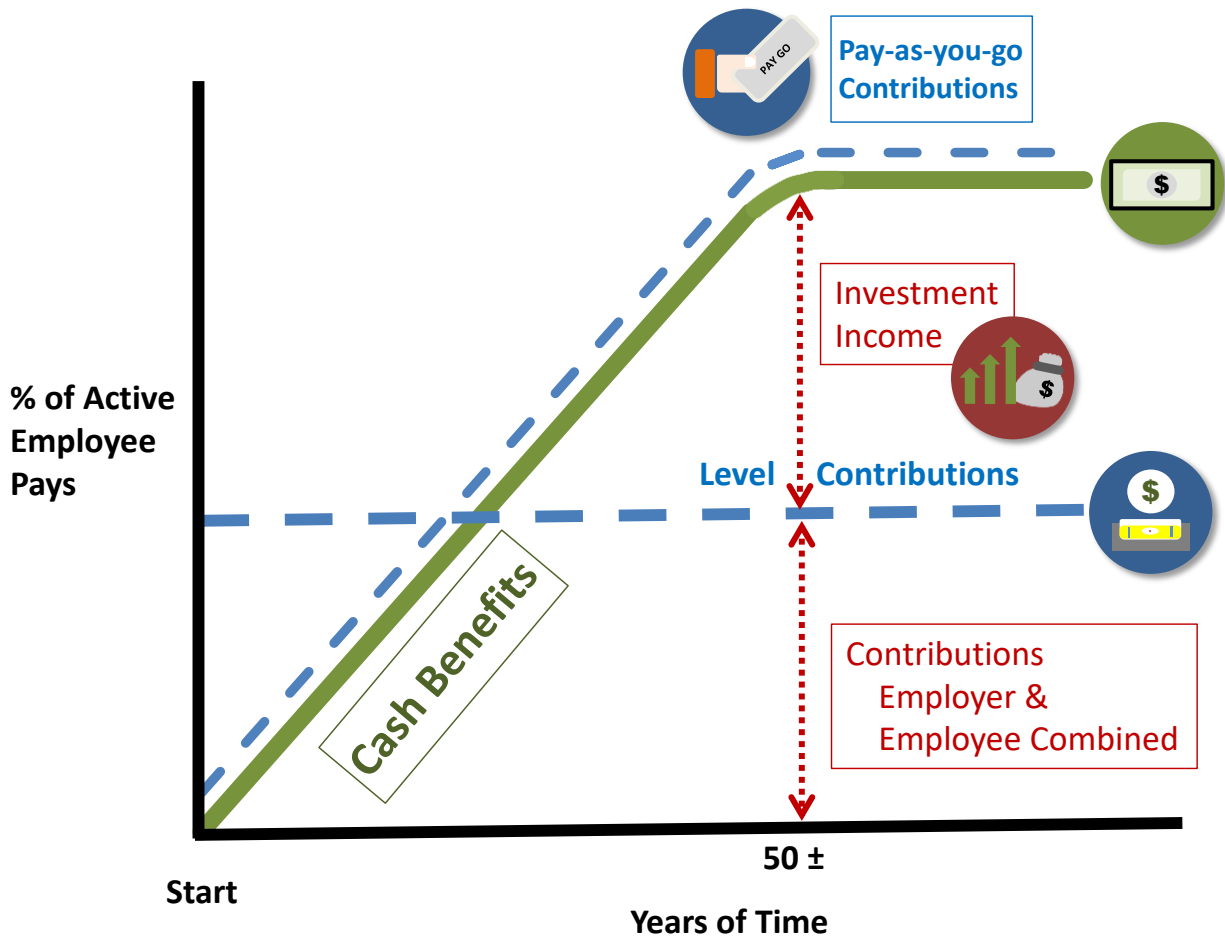 PAY GO
Pay-as-you-go
Contributions
$
Investment
Income
$
% of Active
Employee
Pays
Level Contributions
$
Cash Benefits
Contributions
Employer &
Employee Combined
50 ±
Start
Years of Time